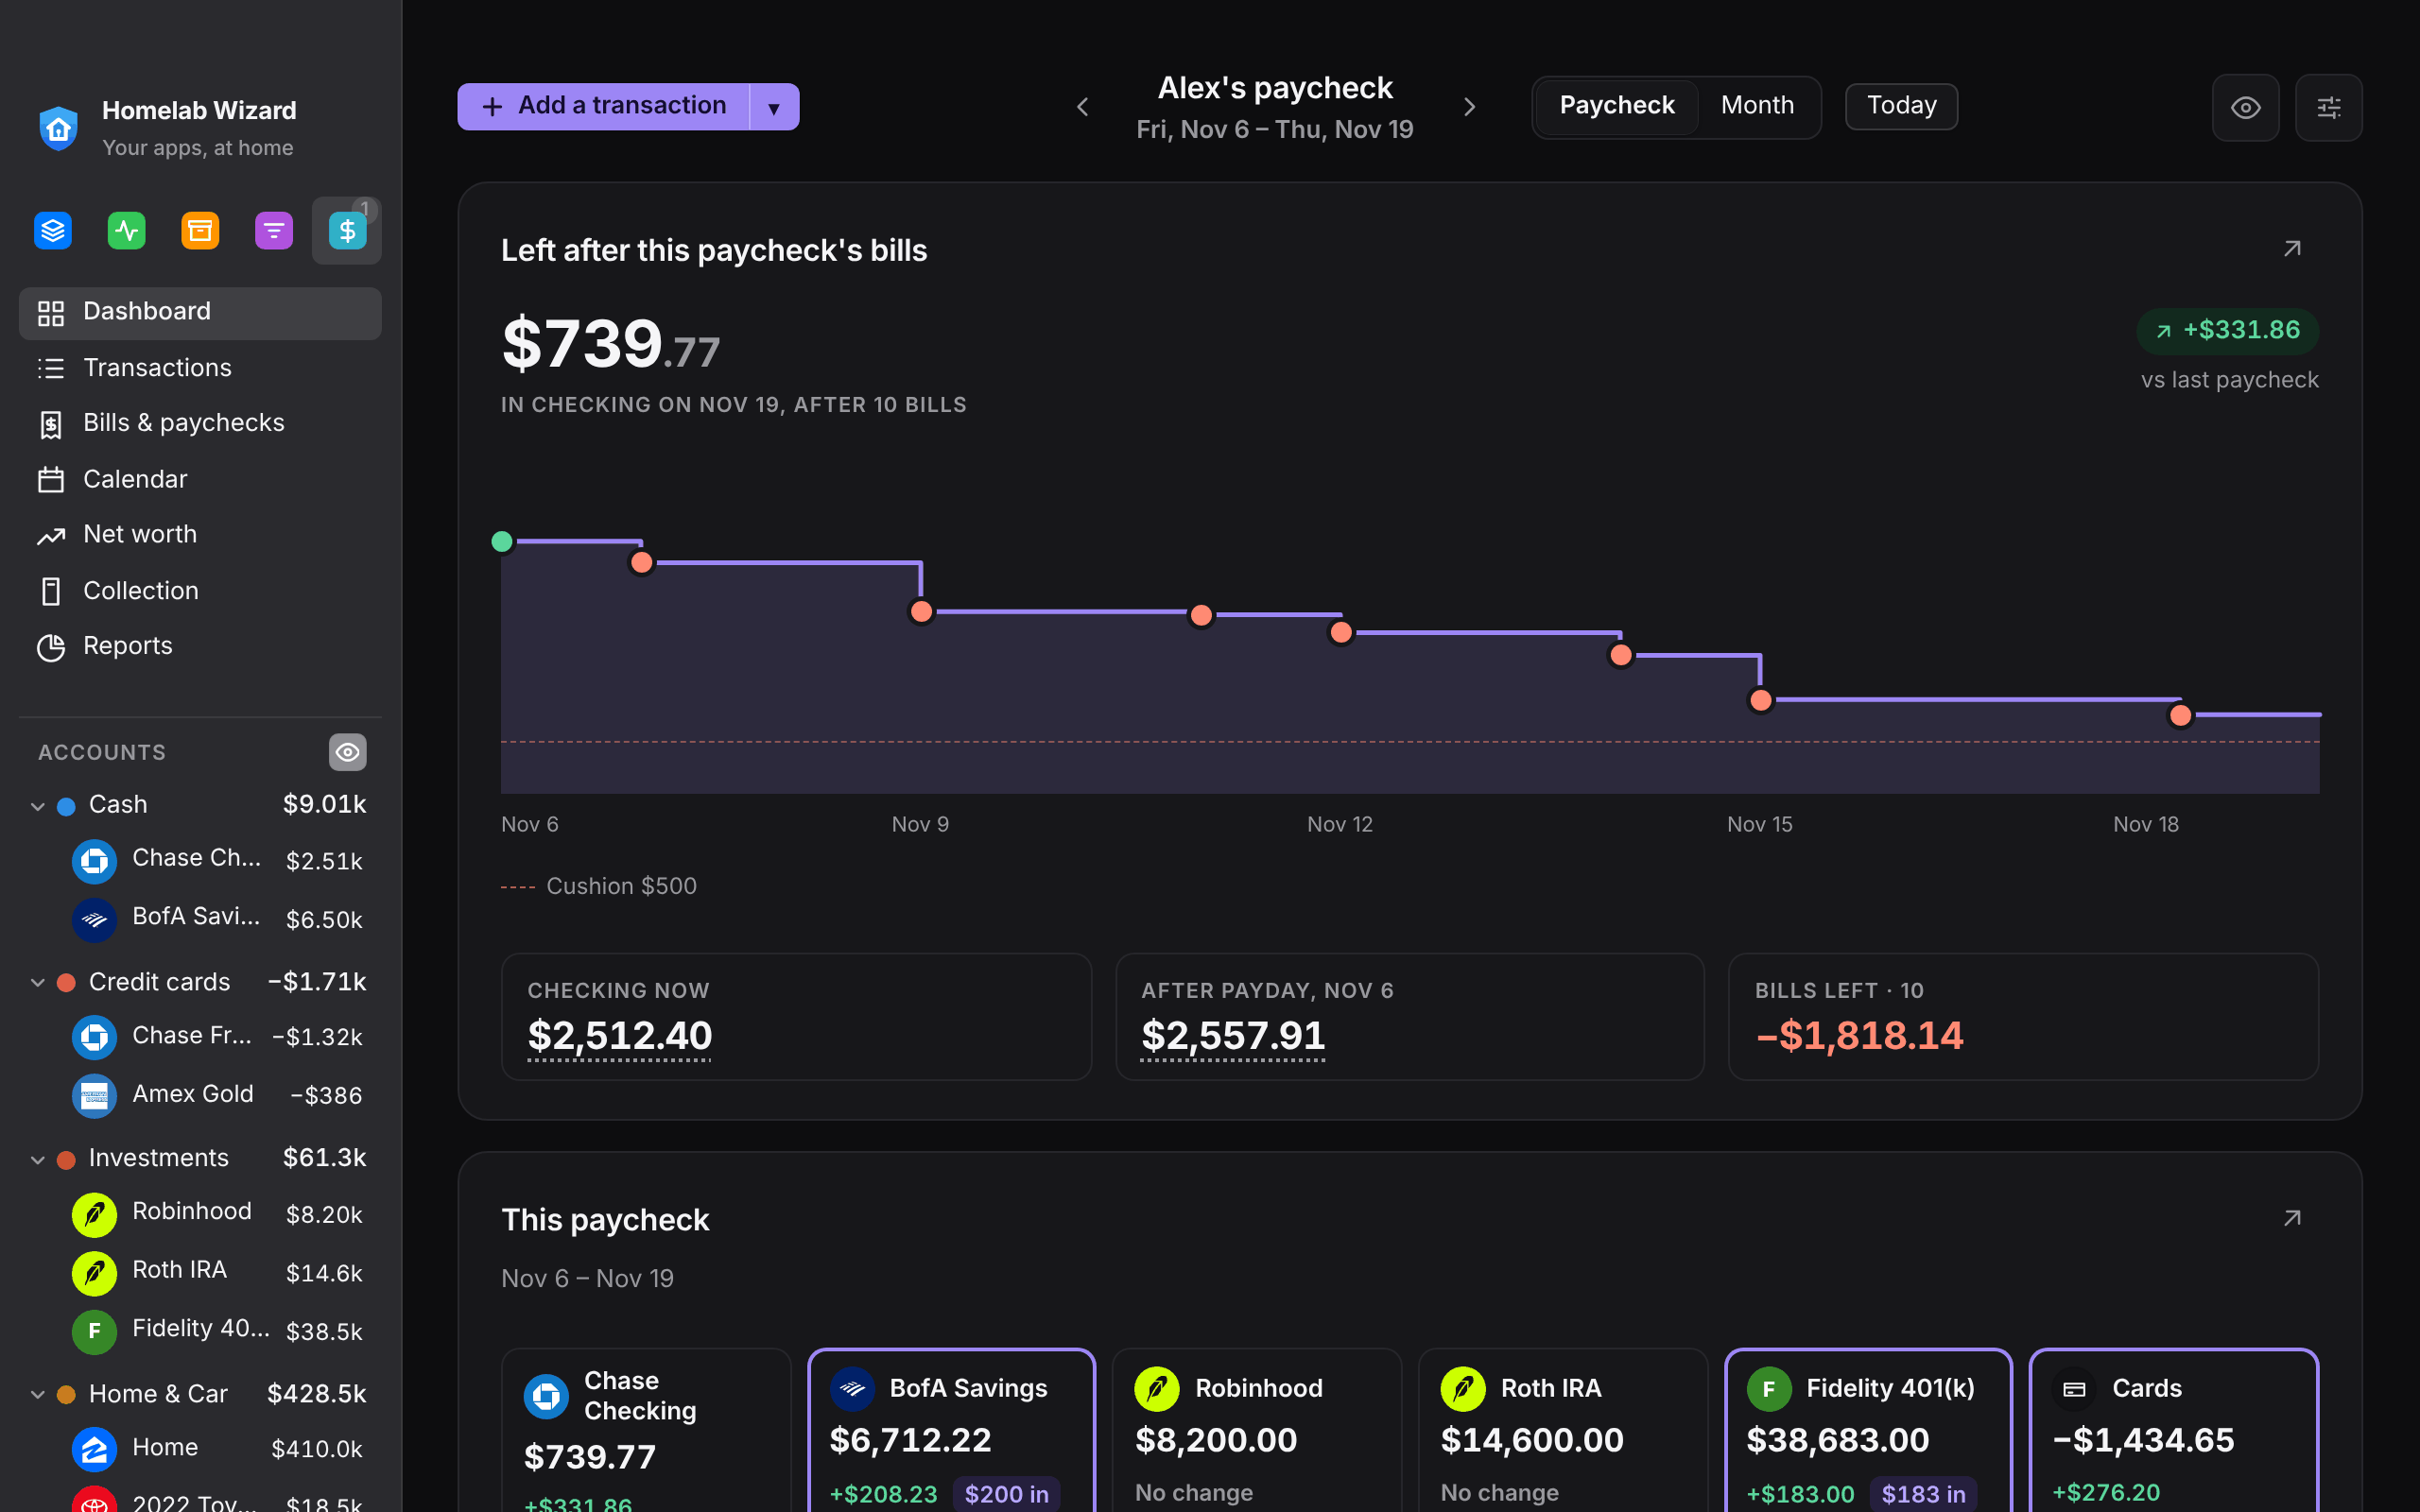 Homelab Wizard
Your apps, at home
1
Dashboard
Transactions
Bills & paychecks
Calendar
Net worth
Collection
Reports
ACCOUNTS
Cash $9.01k
Chase Ch... $2.51k
BofA Savi... $6.50k
Credit cards −$1.71k
Chase Fr... −$1.32k
Amex Gold −$386
Investments $61.3k
Robinhood $8.20k
Roth IRA $14.6k
F Fidelity 40... $38.5k
Home & Car $428.5k
Home $410.0k
2022 Toy... $18.5k
+ Add a transaction
Alex's paycheck
Fri, Nov 6 – Thu, Nov 19
Paycheck Month Today
Left after this paycheck's bills
$739.77
IN CHECKING ON NOV 19, AFTER 10 BILLS
+$331.86
vs last paycheck
Nov 6 Nov 9 Nov 12 Nov 15 Nov 18
Cushion $500
CHECKING NOW
$2,512.40
AFTER PAYDAY, NOV 6
$2,557.91
BILLS LEFT · 10
−$1,818.14
This paycheck
Nov 6 – Nov 19
Chase
Checking
$739.77
+$331.86
BofA Savings
$6,712.22
+$208.23 $200 in
Robinhood
$8,200.00
No change
Roth IRA
$14,600.00
No change
F Fidelity 401(k)
$38,683.00
+$183.00 $183 in
Cards
−$1,434.65
+$276.20